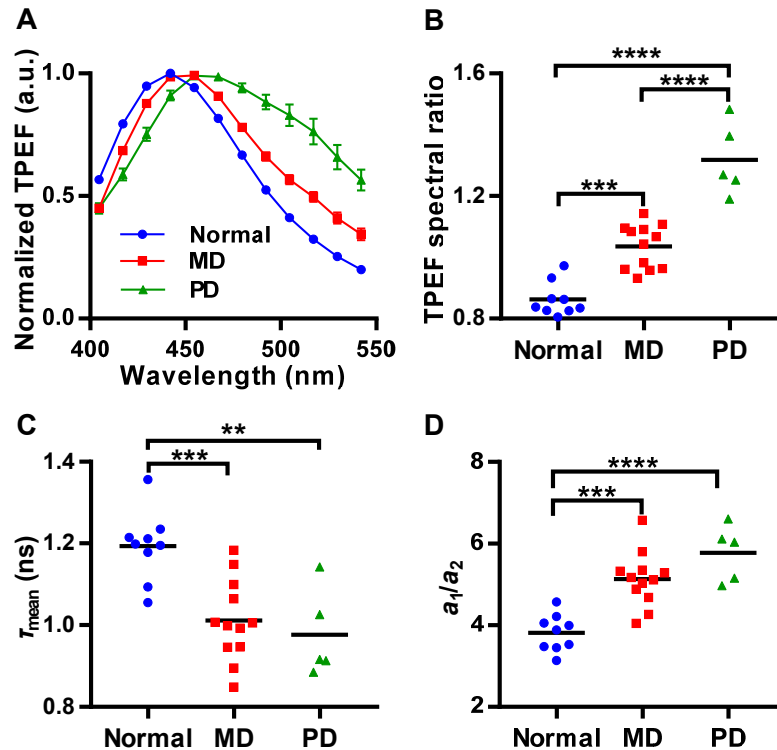 A
Normalized TPEF (a.u.)
1.0
0.5
0.0
Normal
MD
PD
400
450
500
550
Wavelength (nm)
B
TPEF spectral ratio
1.6
1.2
0.8
****
****
***
Normal
MD
PD
C
τmean (ns)
1.4
1.2
1.0
0.8
**
***
Normal
MD
PD
D
a1/a2
8
6
4
2
****
***
Normal
MD
PD